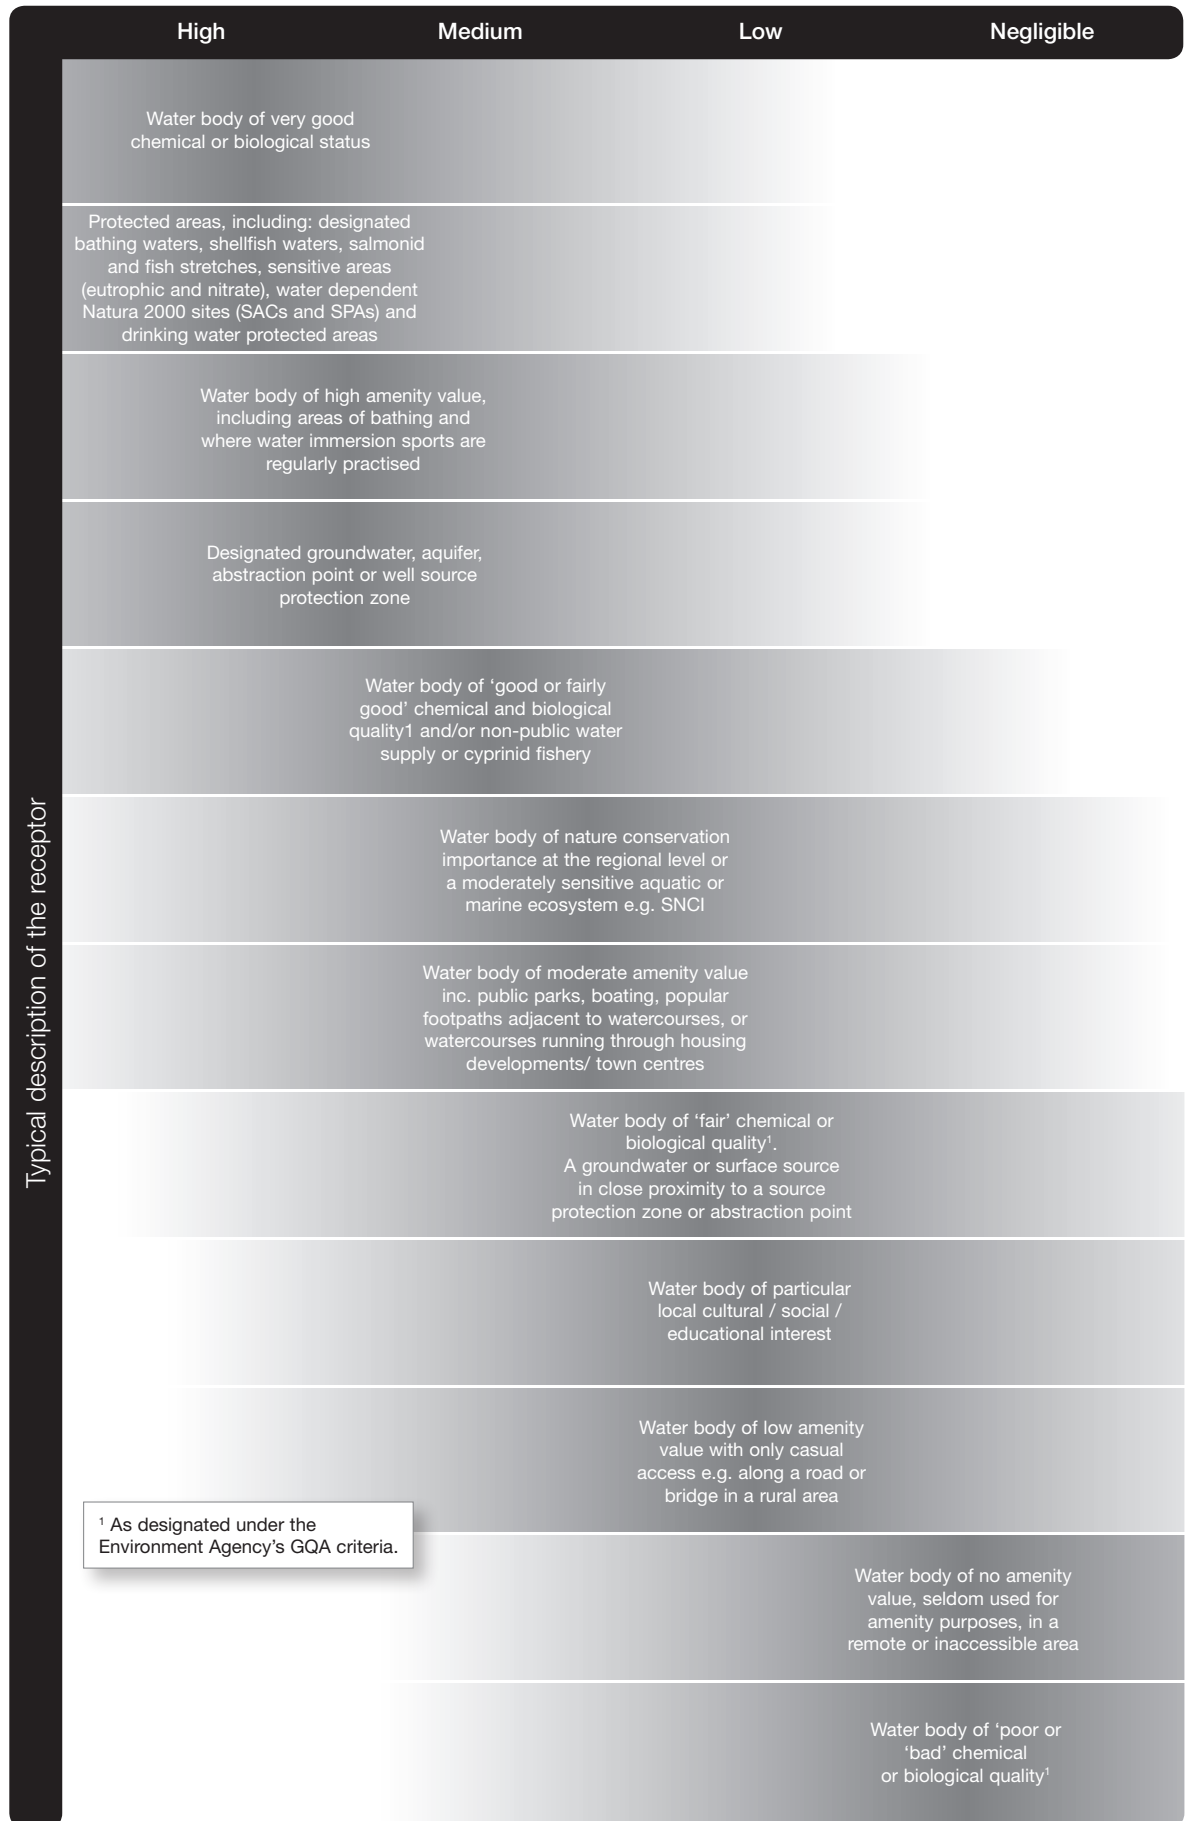 High Medium Low Negligible
Typical description of the receptor
Water body of very good
chemical or biological status
Protected areas, including: designated
bathing waters, shellfish waters, salmonid
and fish stretches, sensitive areas
(eutrophic and nitrate), water dependent
Natura 2000 sites (SACs and SPAs) and
drinking water protected areas
Water body of high amenity value,
including areas of bathing and
where water immersion sports are
regularly practised
Designated groundwater, aquifer,
abstraction point or well source
protection zone
Water body of ‘good or fairly
good’ chemical and biological
quality1 and/or non-public water
supply or cyprinid fishery
Water body of nature conservation
importance at the regional level or
a moderately sensitive aquatic or
marine ecosystem e.g. SNCI
Water body of moderate amenity value
inc. public parks, boating, popular
footpaths adjacent to watercourses, or
watercourses running through housing
developments/ town centres
Water body of ‘fair’ chemical or
biological quality¹.
A groundwater or surface source
in close proximity to a source
protection zone or abstraction point
Water body of particular
local cultural / social /
educational interest
Water body of low amenity
value with only casual
access e.g. along a road or
bridge in a rural area
¹ As designated under the
Environment Agency’s GQA criteria.
Water body of no amenity
value, seldom used for
amenity purposes, in a
remote or inaccessible area
Water body of ‘poor or
‘bad’ chemical
or biological quality¹